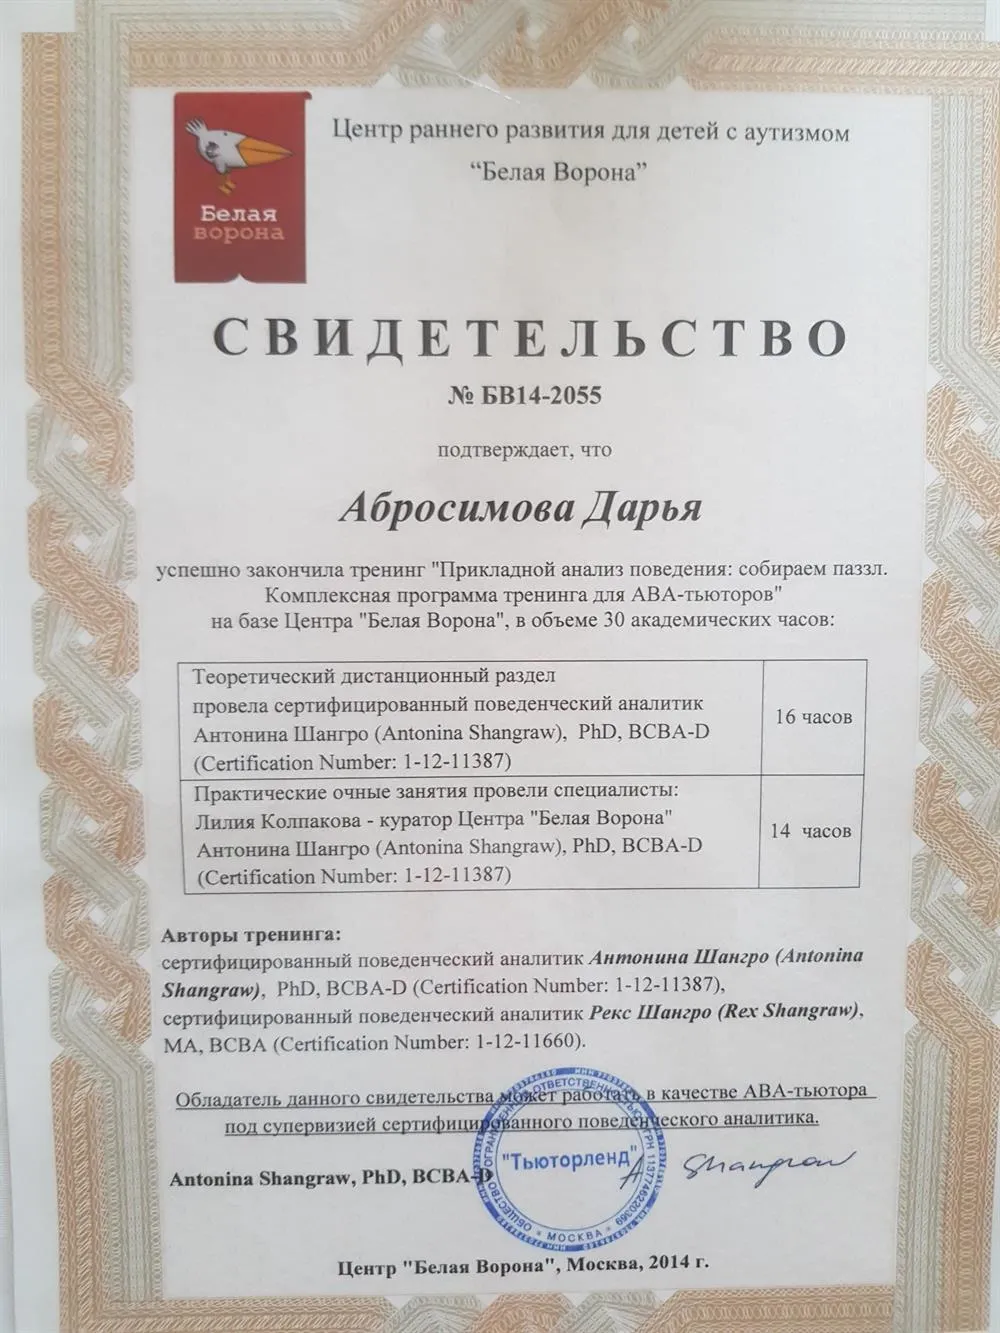 Центр раннего развития для детей с аутизмом
“Белая Ворона”
Белая
ворона
СВИДЕТЕЛЬСТВО
№ БВ14-2055
подтверждает, что
Абросимова Дарья
успешно закончила тренинг "Прикладной анализ поведения: собираем паззл.
Комплексная программа тренинга для АВА-тьюторов"
на базе Центра "Белая Ворона", в объеме 30 академических часов:
Теоретический дистанционный раздел
провела сертифицированный поведенческий аналитик
Антонина Шангро (Antonina Shangraw), PhD, BCBA-D
(Certification Number: 1-12-11387)
16 часов
Практические очные занятия провели специалисты:
Лилия Колпакова - куратор Центра "Белая Ворона"
Антонина Шангро (Antonina Shangraw), PhD, BCBA-D
(Certification Number: 1-12-11387)
14 часов
Авторы тренинга:
сертифицированный поведенческий аналитик Антонина Шангро (Antonina
Shangraw), PhD, BCBA-D (Certification Number: 1-12-11387),
сертифицированный поведенческий аналитик Рекс Шангро (Rex Shangraw),
MA, BCBA (Certification Number: 1-12-11660).
Обладатель данного свидетельства может работать в качестве АВА-тьютора
под супервизией сертифицированного поведенческого аналитика.
Antonina Shangraw, PhD, BCBA-D
"Тьюторленд"
МОСКВА
A Shangraw
Центр "Белая Ворона", Москва, 2014 г.